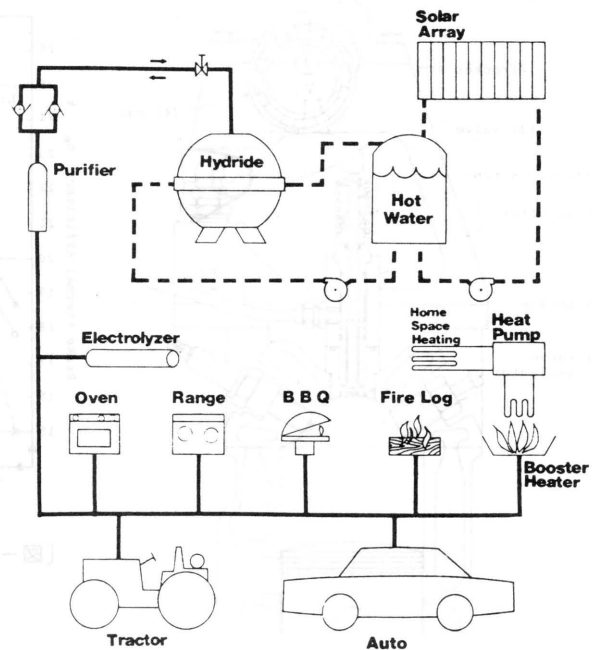 Solar
Array
Hydride
Purifier
Hot
Water
Home
Space
Heating
Heat
Pump
Electrolyzer
Oven
Range
B B Q
Fire Log
Booster
Heater
Tractor
Auto